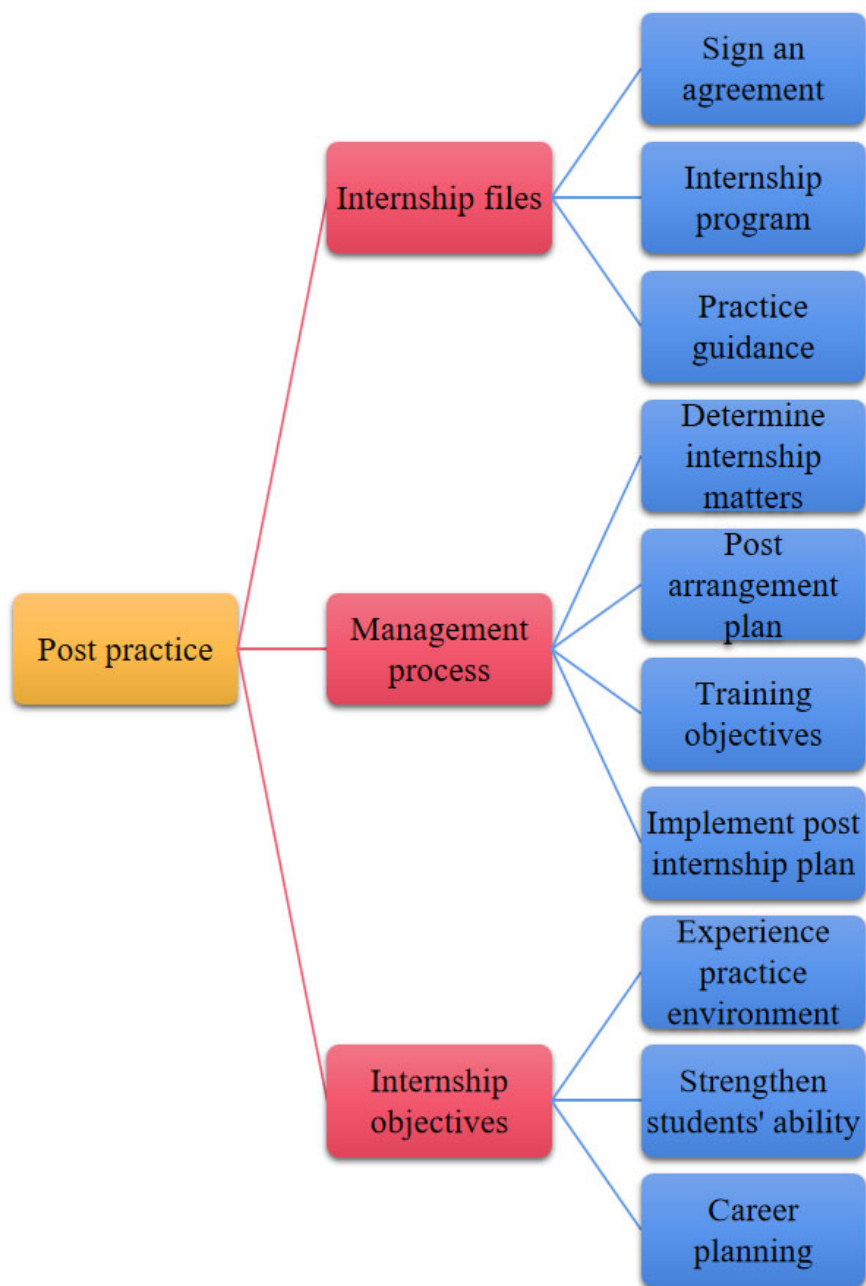 Sign an
agreement
Internship files
Internship
program
Practice
guidance
Determine
internship
matters
Post
arrangement
plan
Post practice
Management
process
Training
objectives
Implement post
internship plan
Experience
practice
environment
Internship
objectives
Strengthen
students' ability
Career
planning